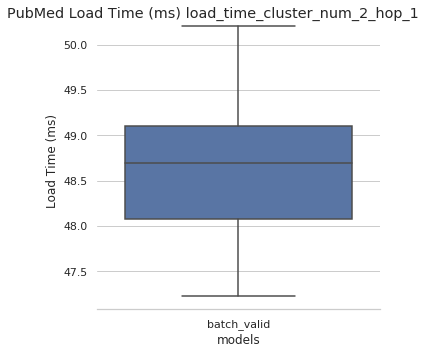 PubMed Load Time (ms) load_time_cluster_num_2_hop_1
50.0
49.5
49.0
48.5
48.0
47.5
Load Time (ms)
batch_valid
models